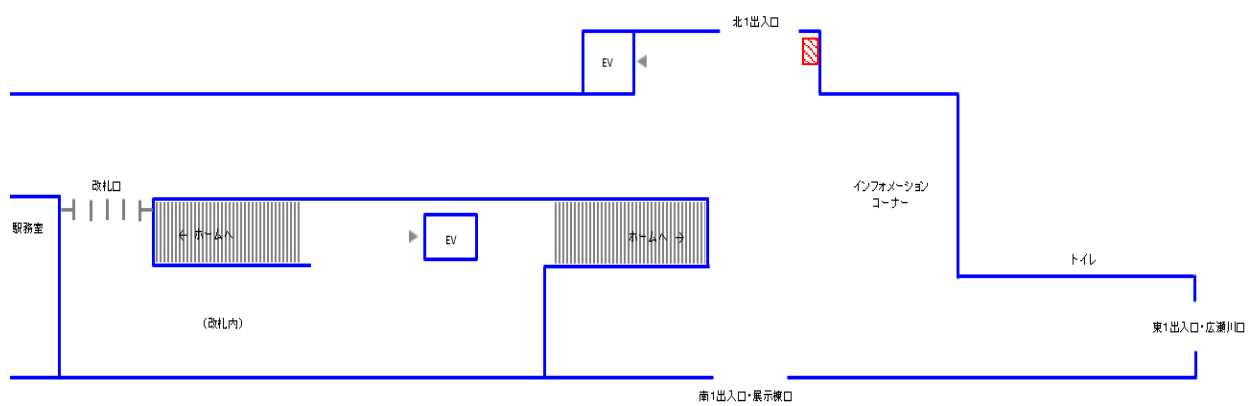 北1出入口
EV
改札口
インフォメーション
コーナー
駅務室
← ホームへ
EV
ホームへ →
トイレ
(改札内)
東1出入口・広瀬川口
南1出入口・展示棟口